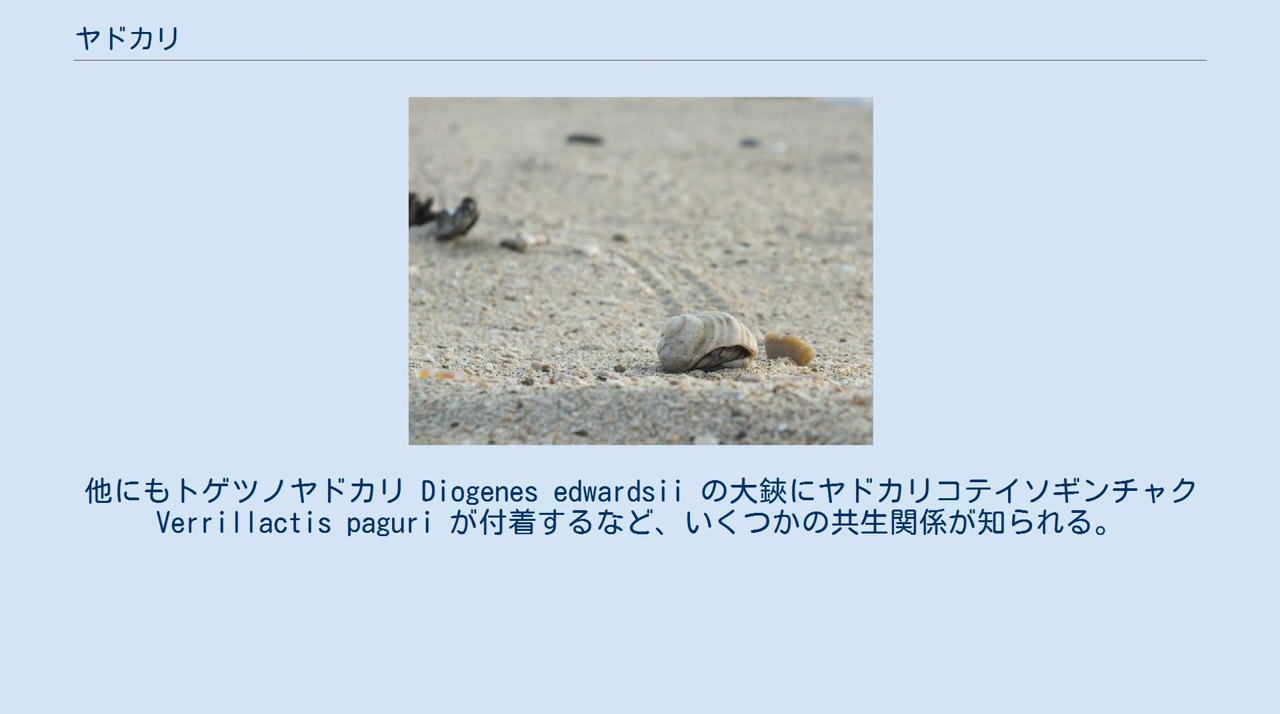 ヤドカリ
他にもトゲツノヤドカリ Diogenes edwardsii の大鋏にヤドカリコテイソギンチャク
Verrillactis paguri が付着するなど、いくつかの共生関係が知られる。